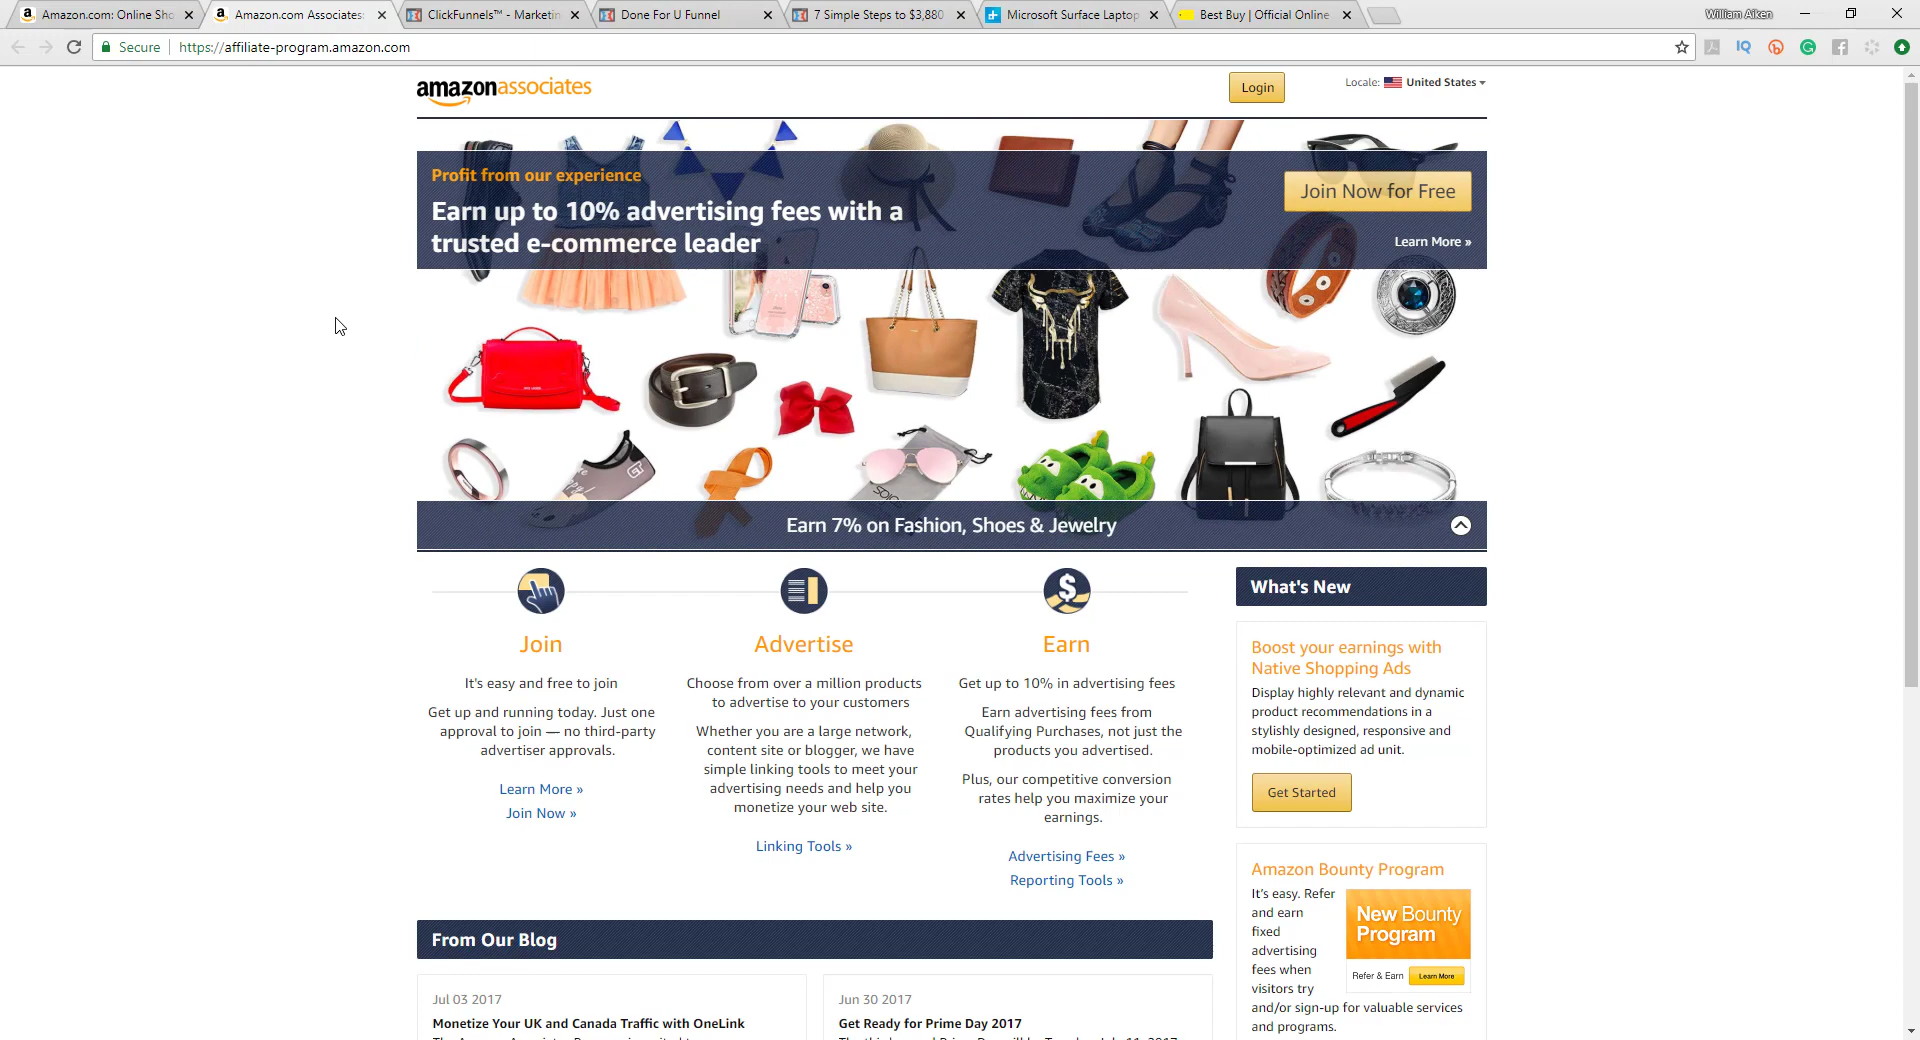 Amazon.com: Online Sho
Amazon.com Associates:
ClickFunnels™ - Marketin
Done For U Funnel
7 Simple Steps to $3,880
Microsoft Surface Laptop
Best Buy | Official Online
William Aiken
Secure
https://affiliate-program.amazon.com
amazonassociates
Login
Locale: United States
Profit from our experience
Earn up to 10% advertising fees with a
trusted e-commerce leader
Join Now for Free
Learn More »
Earn 7% on Fashion, Shoes & Jewelry
Join
It's easy and free to join
Get up and running today. Just one
approval to join — no third-party
advertiser approvals.
Learn More »
Join Now »
Advertise
Choose from over a million products
to advertise to your customers
Whether you are a large network,
content site or blogger, we have
simple linking tools to meet your
advertising needs and help you
monetize your web site.
Linking Tools »
Earn
Get up to 10% in advertising fees
Earn advertising fees from
Qualifying Purchases, not just the
products you advertised.
Plus, our competitive conversion
rates help you maximize your
earnings.
Advertising Fees »
Reporting Tools »
What's New
Boost your earnings with
Native Shopping Ads
Display highly relevant and dynamic
product recommendations in a
stylishly designed, responsive and
mobile-optimized ad unit.
Get Started
Amazon Bounty Program
It's easy. Refer
and earn
fixed
advertising
fees when
visitors try
and/or sign-up for valuable services
and programs.
New Bounty
Program
Refer & Earn
Learn More
From Our Blog
Jul 03 2017
Monetize Your UK and Canada Traffic with OneLink
Jun 30 2017
Get Ready for Prime Day 2017